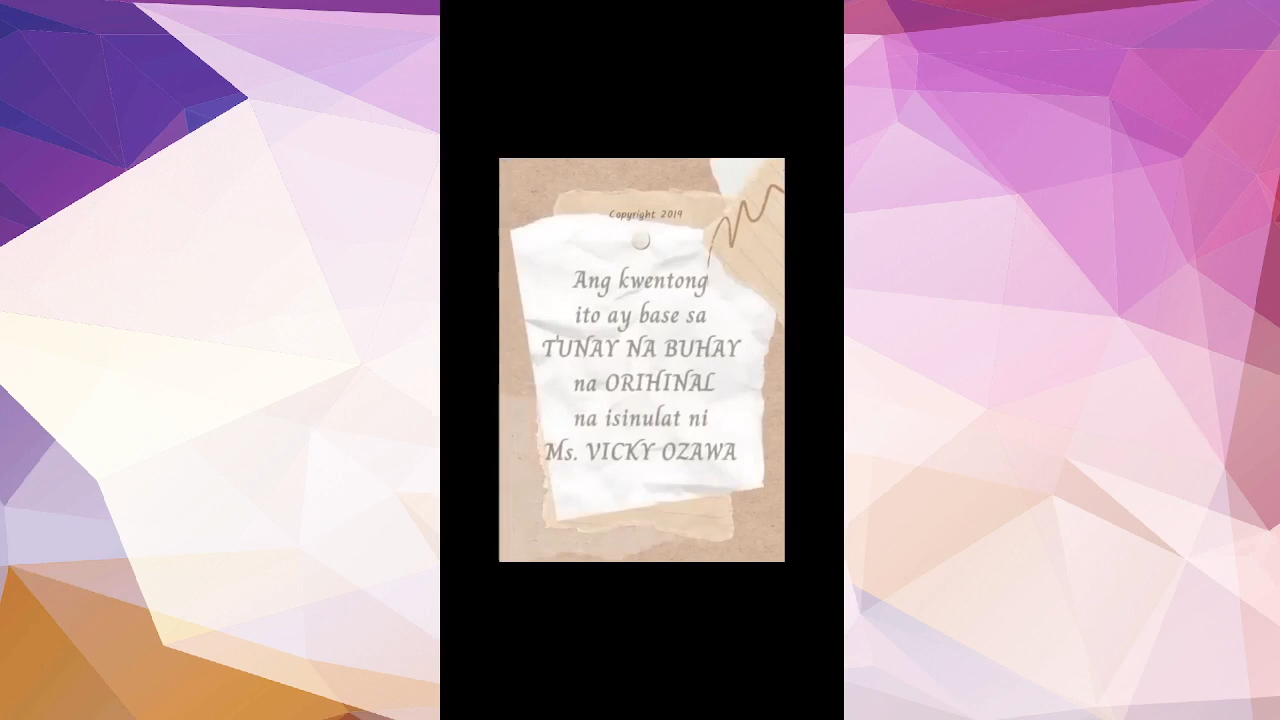 Copyright 2019
Ang kwentong
ito ay base sa
TUNAY NA BUHAY
na ORIHINAL
na isinulat ni
Ms. VICKY OZAWA